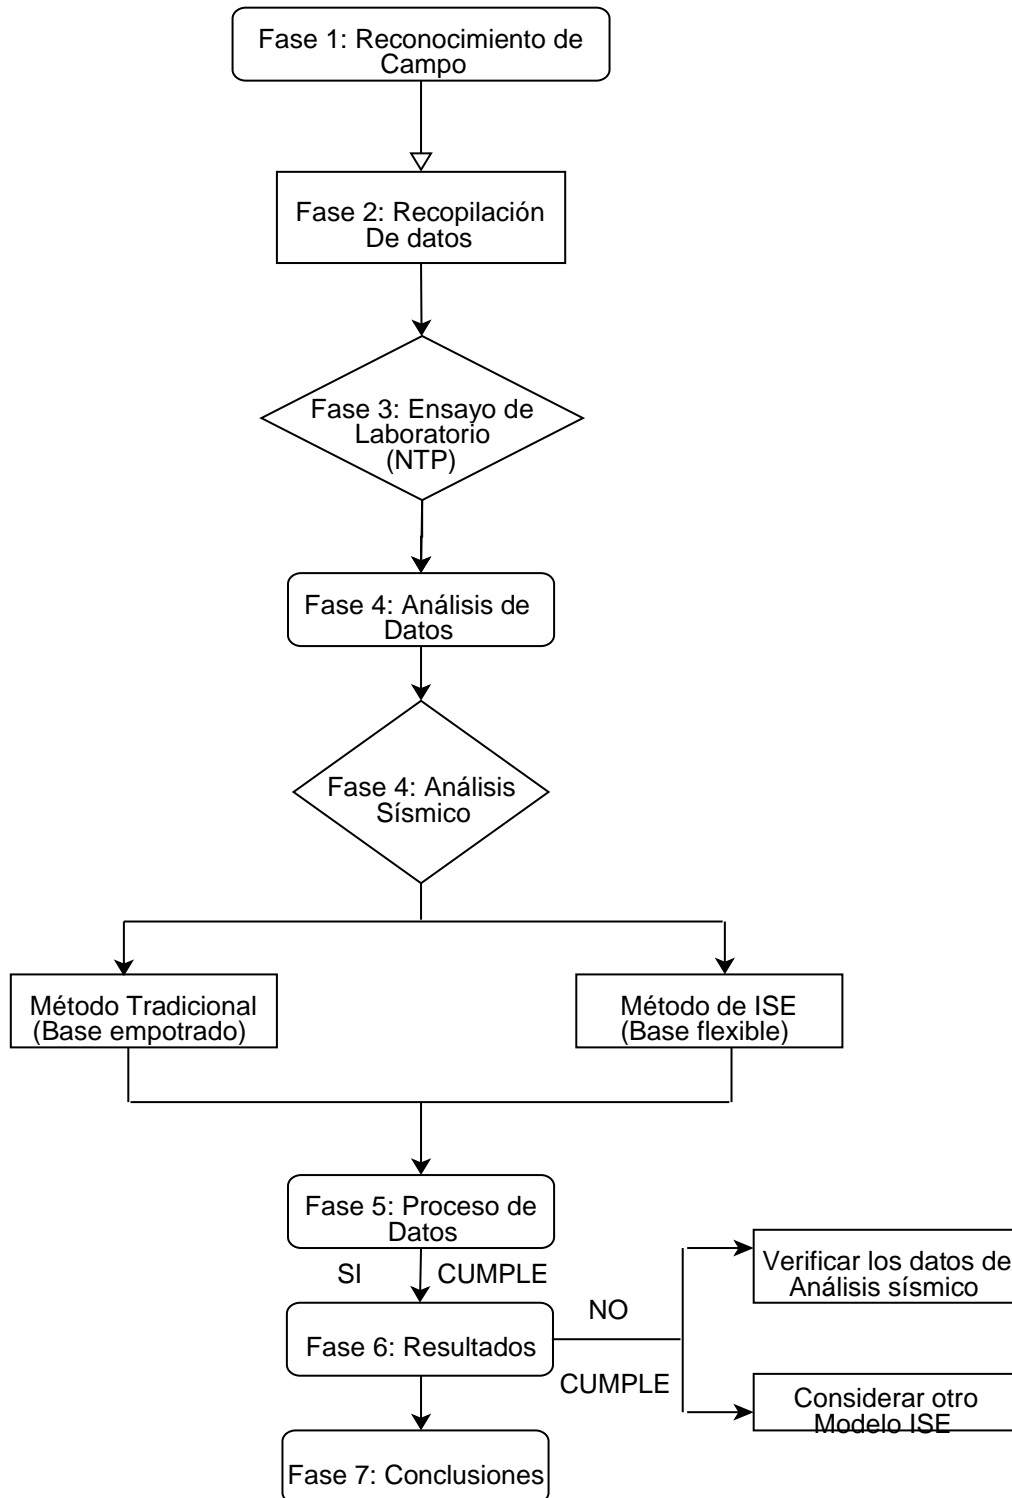 Fase 1: Reconocimiento de
Campo
Fase 2: Recopilación
De datos
Fase 3: Ensayo de
Laboratorio
(NTP)
Fase 4: Análisis de
Datos
Fase 4: Análisis
Sísmico
Método Tradicional
(Base empotrado)
Método de ISE
(Base flexible)
Fase 5: Proceso de
Datos
SI CUMPLE
Verificar los datos de
Análisis sísmico
NO
Fase 6: Resultados
CUMPLE
Considerar otro
Modelo ISE
Fase 7: Conclusiones